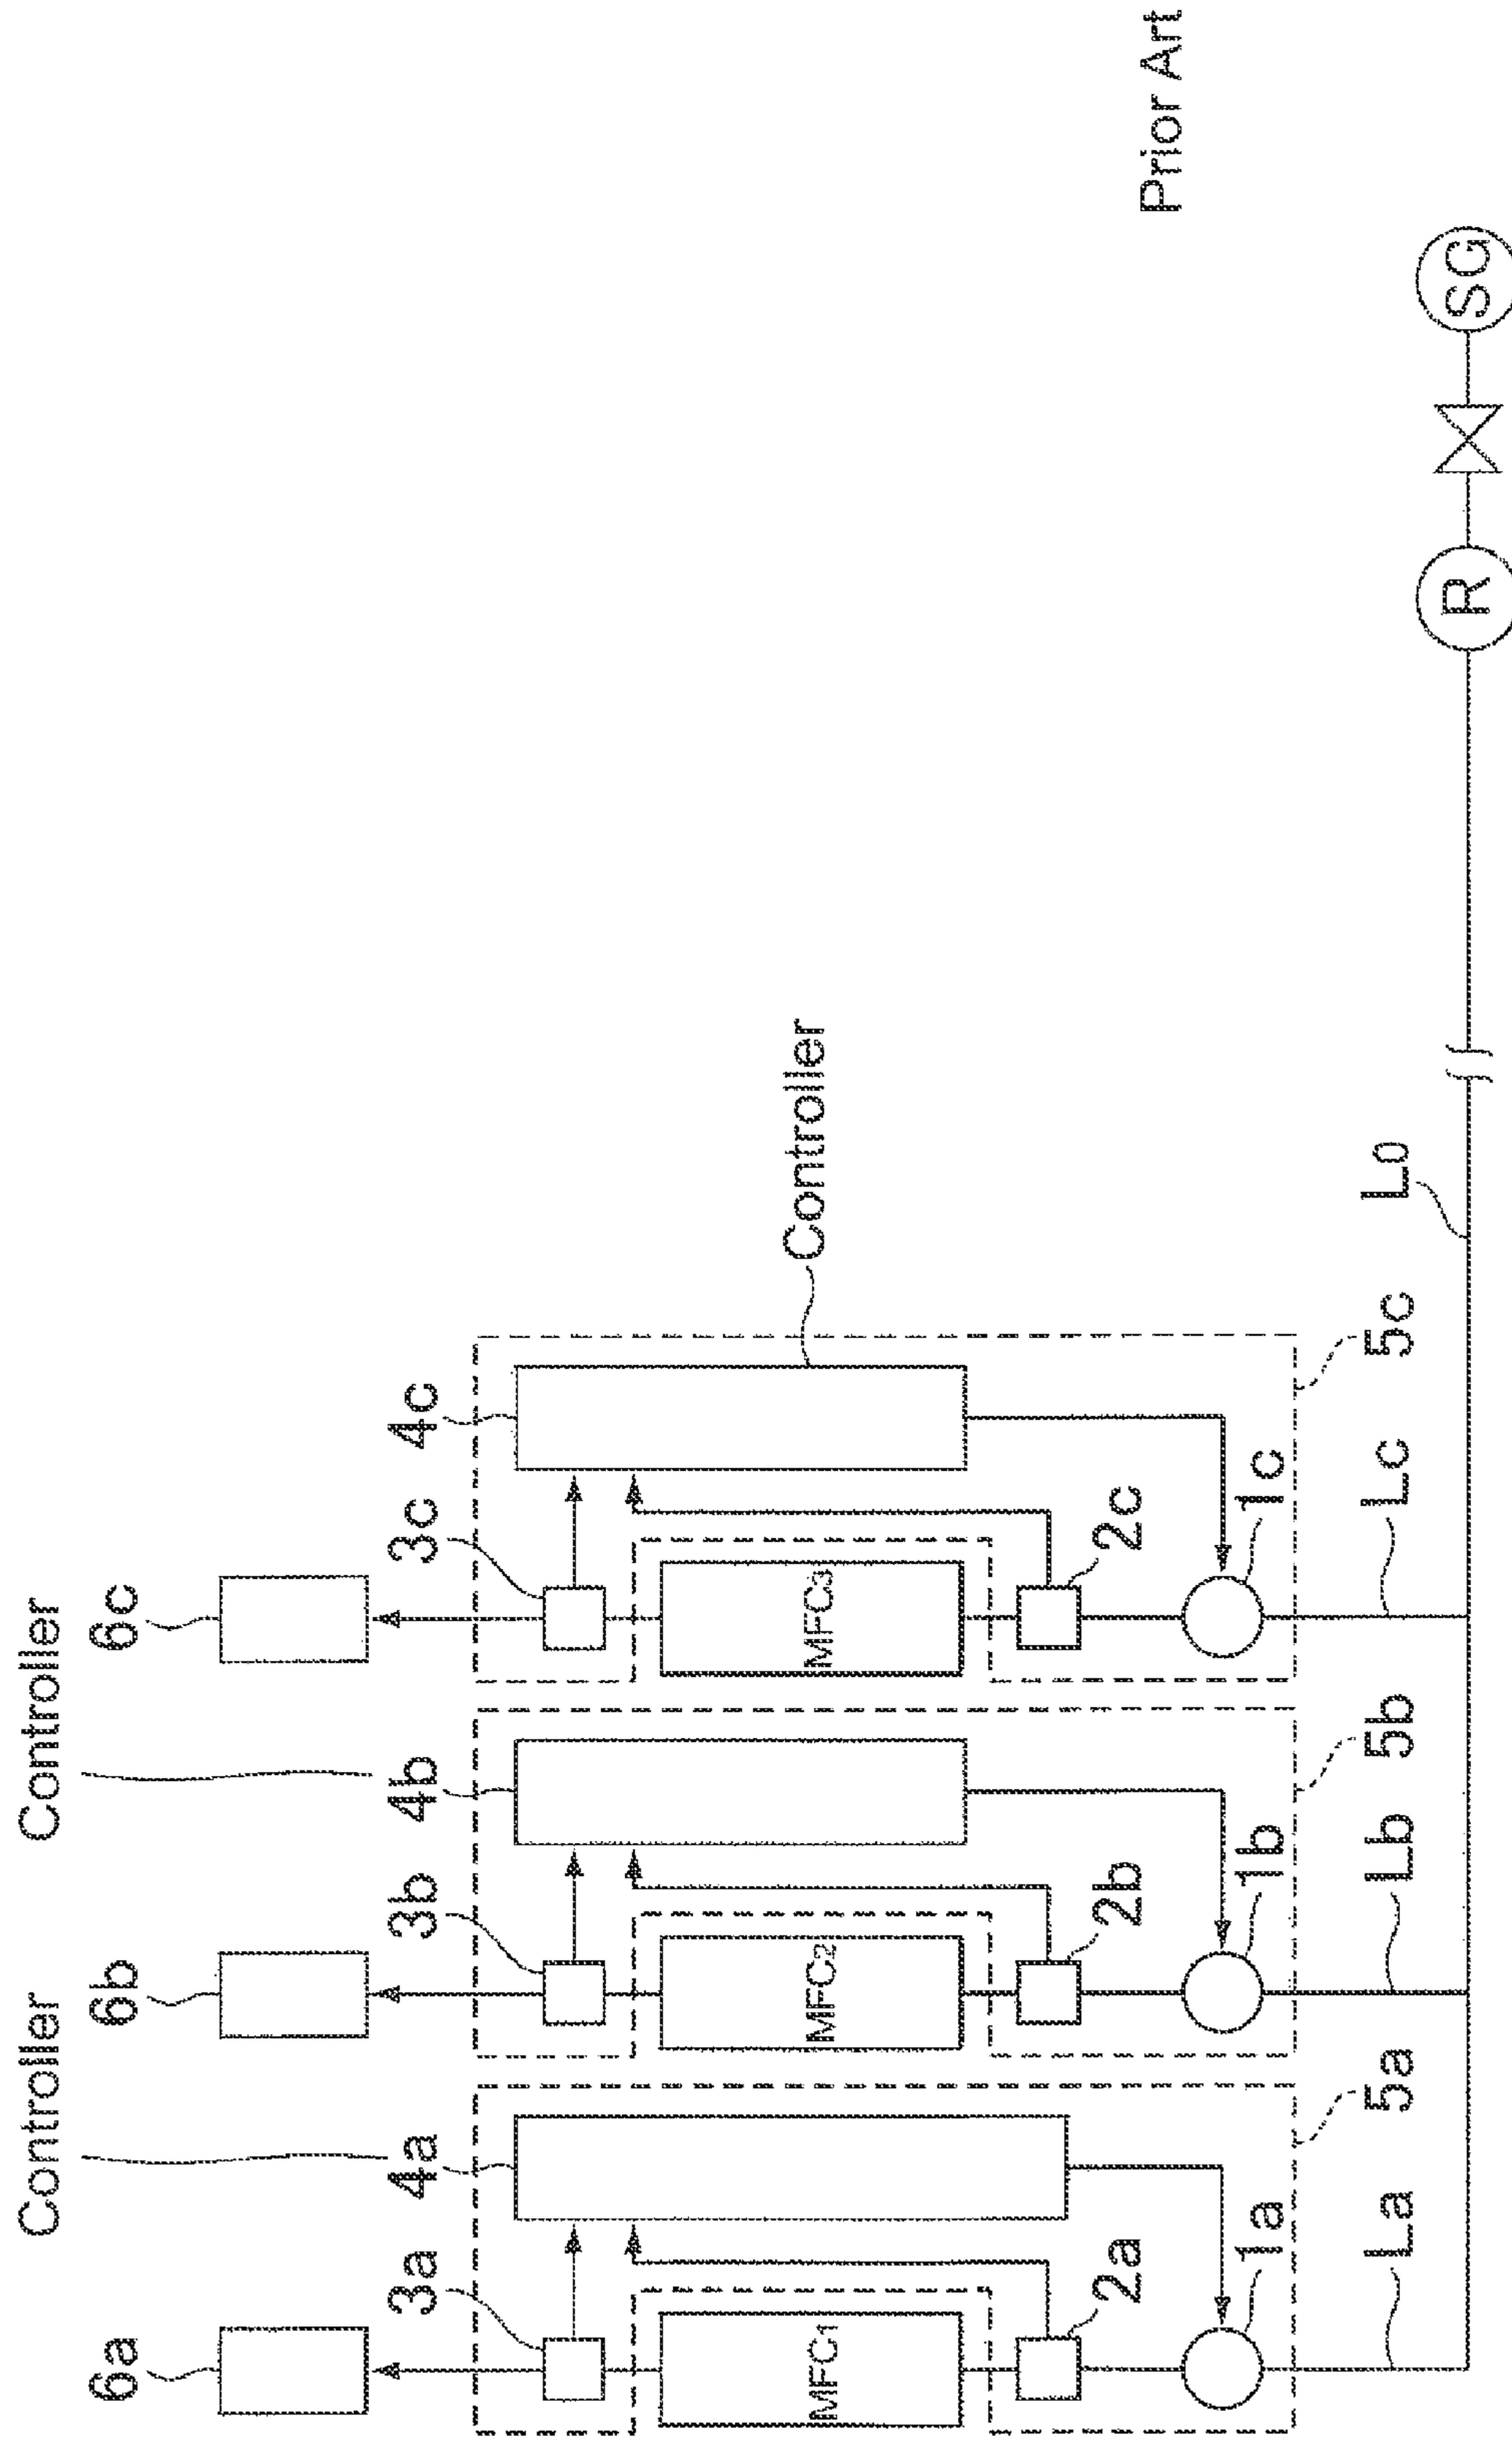 Prior Art
Controller
Controller
Controller
6a
6b
6c
3a
4a
3b
4b
3c
4c
MFC1
MFC2
MFC3
2a
2b
2c
1a
1b
1c
La
5a
Lb
5b
Lc
5c
L0
R
SG